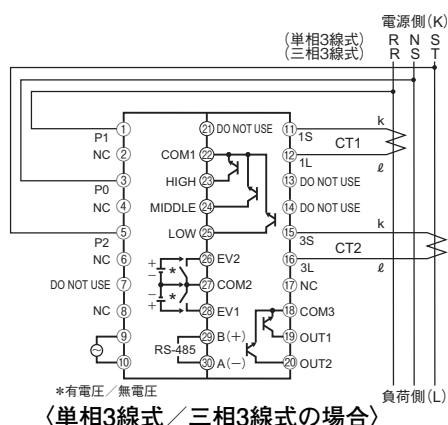 電源側(K)
(単相3線式) R N S
(三相3線式) R S T
① P1
NC ②
③ P0
NC ④
⑤ P2
NC ⑥
DO NOT USE ⑦
NC ⑧
⑨
⑩
㉑ DO NOT USE
COM1 ㉒
HIGH ㉓
MIDDLE ㉔
LOW ㉕
㉖ EV2
㉗ COM2
㉘ EV1
㉙ B(+)
RS-485
㉚ A(−)
+
−
*
−
+
*
⑪ 1S
k
CT1
⑫ 1L
ℓ
⑬ DO NOT USE
⑭ DO NOT USE
⑮ 3S
k
CT2
⑯ 3L
ℓ
⑰ NC
⑱ COM3
⑲ OUT1
⑳ OUT2
*有電圧/無電圧
負荷側(L)
〈単相3線式/三相3線式の場合〉